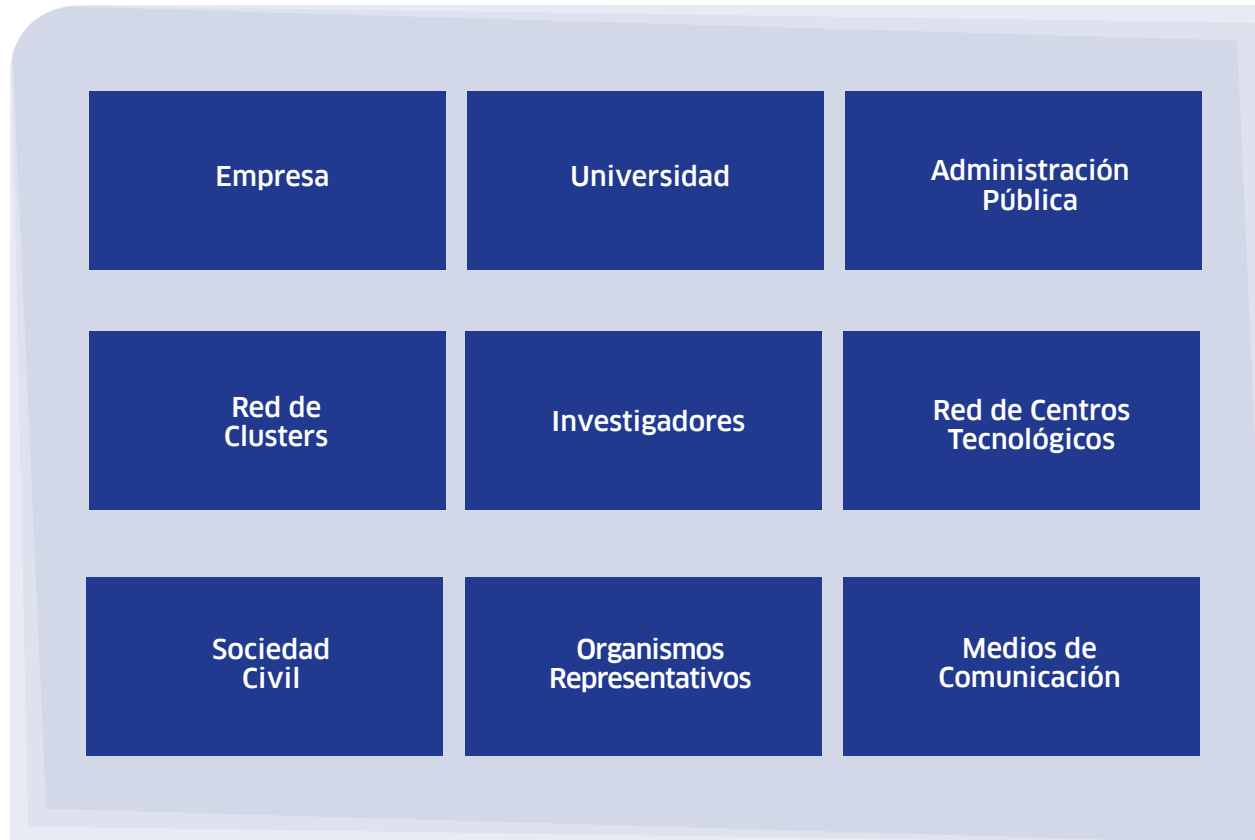 Empresa
Universidad
Administración
Pública
Red de
Clusters
Investigadores
Red de Centros
Tecnológicos
Sociedad
Civil
Organismos
Representativos
Medios de
Comunicación